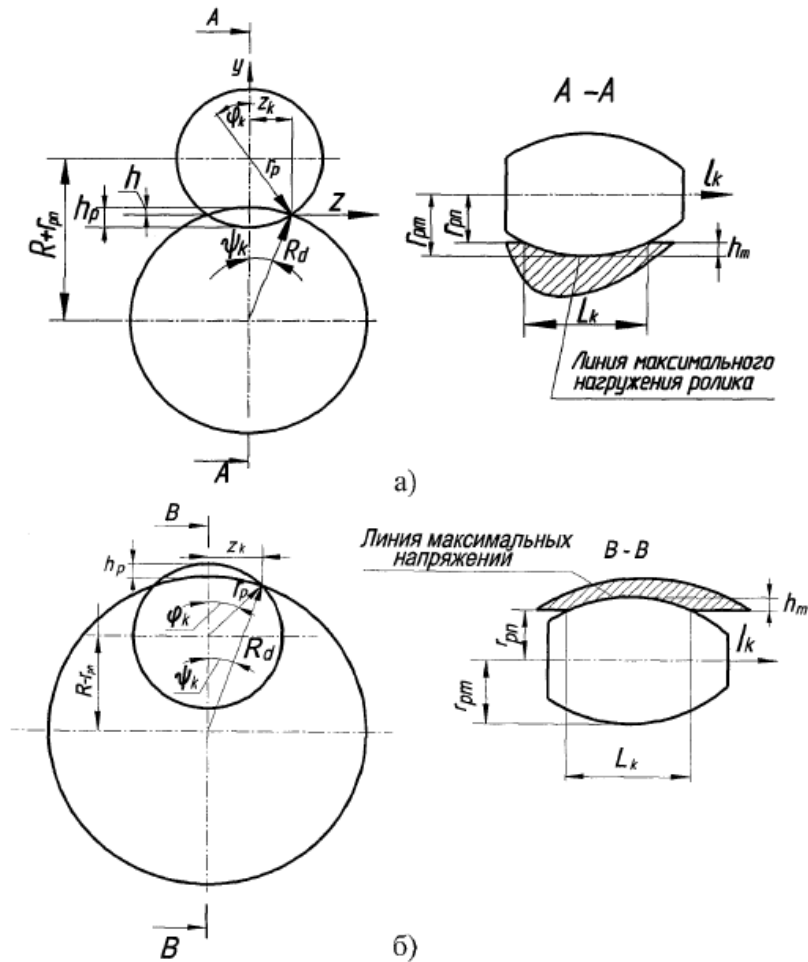 A
y
A – A
z_k
φ_k
r_p
l_k
h
h_p
z
R+r_pn
r_pm
r_pn
h_m
ψ_k
R_d
L_k
Линия максимального
нагружения ролика
A
а)
B
Линия максимальных
напряжений
B - B
z_k
h_p
r_p
h_m
φ_k
r_pn
R_d
l_k
R-r_pn
ψ_k
r_pm
L_k
B
б)